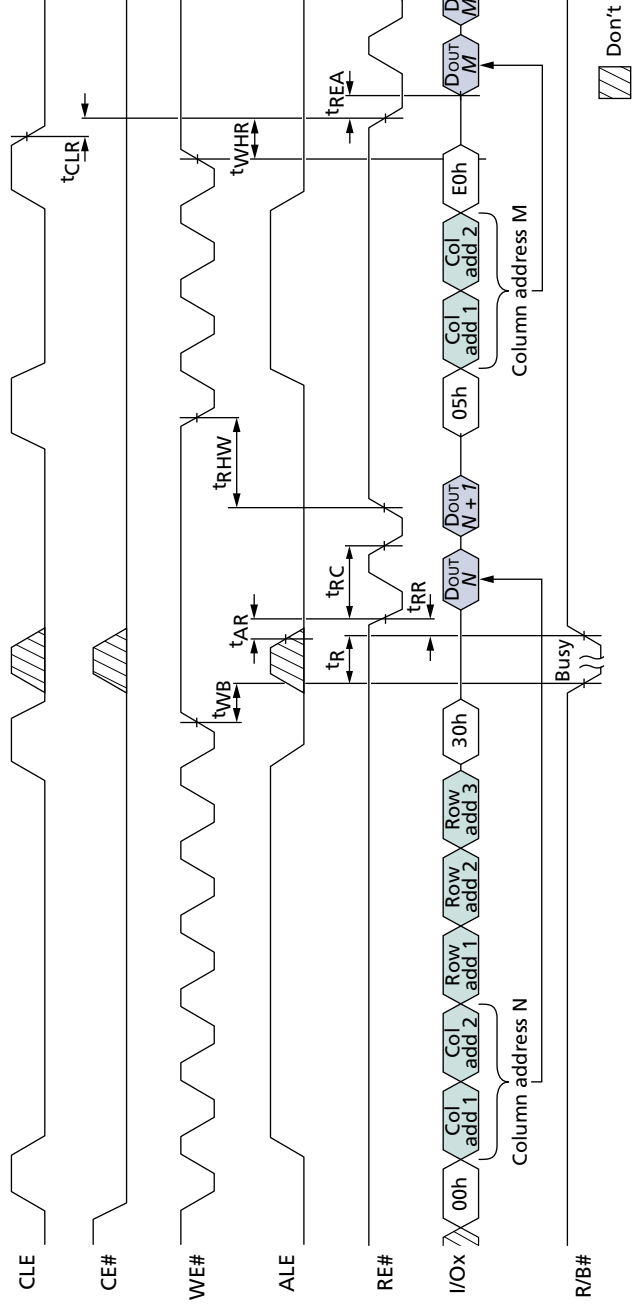 CLE
tCLR
CE#
WE#
tWB
tWHR
tRHW
ALE
tAR
RE#
tRC
tR
tRR
tREA
I/Ox
00h
Col add 1
Col add 2
Row add 1
Row add 2
Row add 3
30h
DOUT N
DOUT N + 1
05h
Col add 1
Col add 2
E0h
DOUT M
Column address N
Column address M
R/B#
Busy
Don't